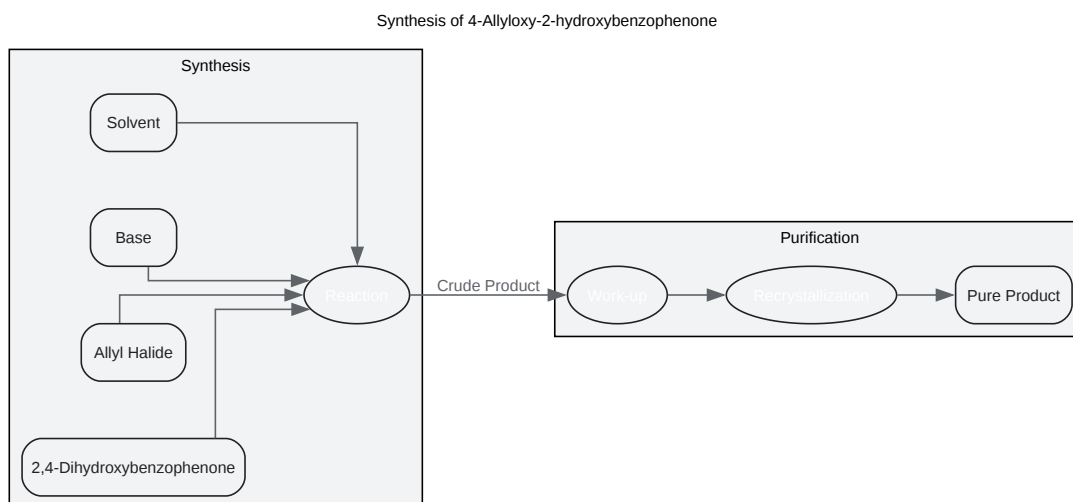 Synthesis of 4-Allyloxy-2-hydroxybenzophenone
Synthesis
Solvent
Base
Reaction
Allyl Halide
2,4-Dihydroxybenzophenone
Crude Product
Purification
Work-up
Recrystallization
Pure Product